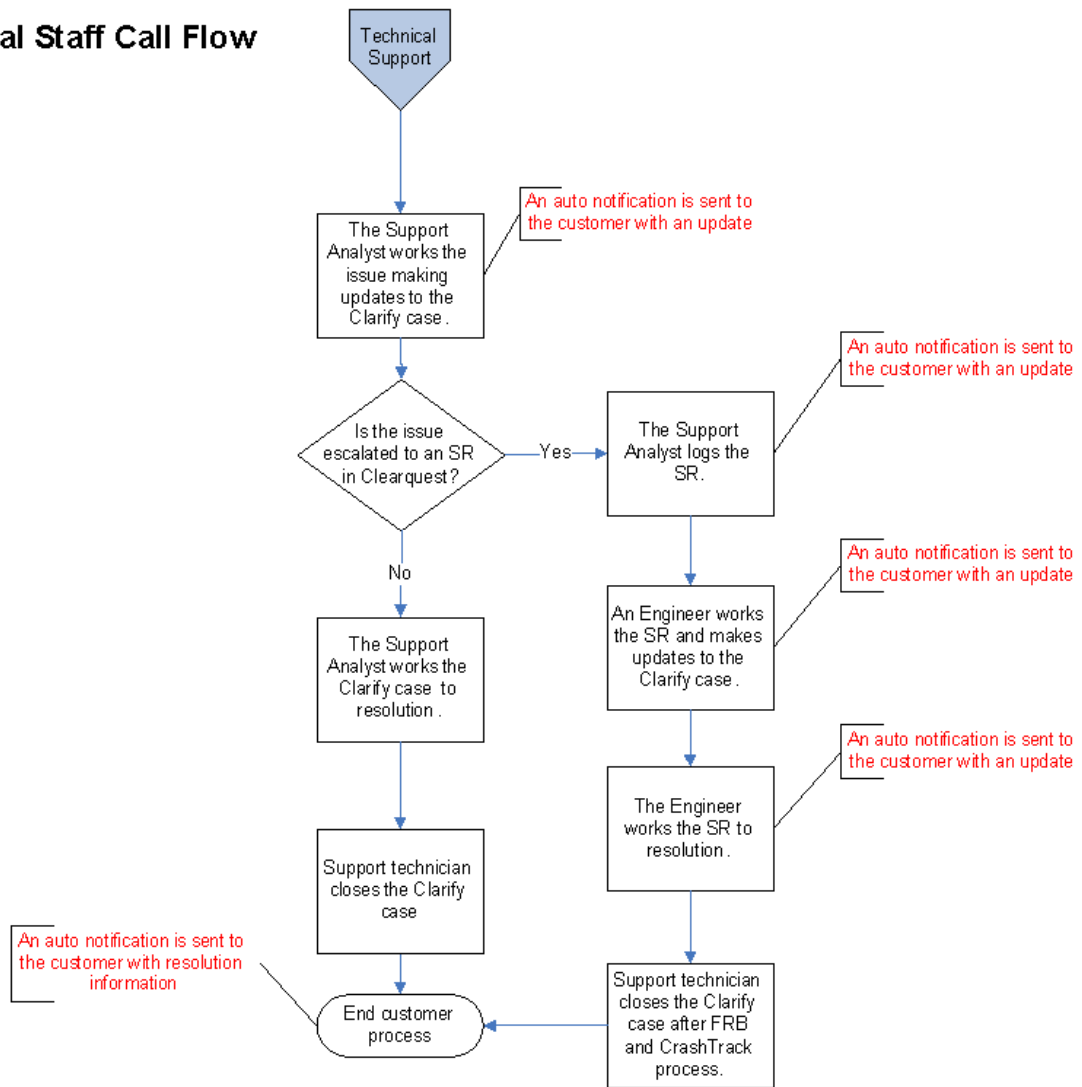 al Staff Call Flow
Technical
Support
An auto notification is sent to
the customer with an update
The Support
Analyst works the
issue making
updates to the
Clarify case .
An auto notification is sent to
the customer with an update
Is the issue
escalated to an SR
in Clearquest?
Yes
The Support
Analyst logs the
SR.
No
An auto notification is sent to
the customer with an update
An Engineer works
the SR and makes
updates to the
Clarify case .
The Support
Analyst works the
Clarify case to
resolution .
An auto notification is sent to
the customer with an update
The Engineer
works the SR to
resolution .
Support technician
closes the Clarify
case
An auto notification is sent to
the customer with resolution
information
Support technician
closes the Clarify
case after FRB
and CrashTrack
process.
End customer
process